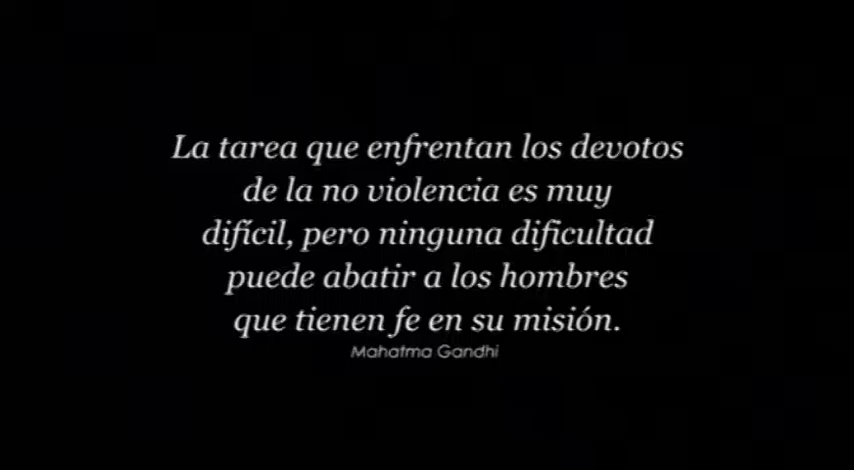 La tarea que enfrentan los devotos
de la no violencia es muy
difícil, pero ninguna dificultad
puede abatir a los hombres
que tienen fe en su misión.
Mahatma Gandhi